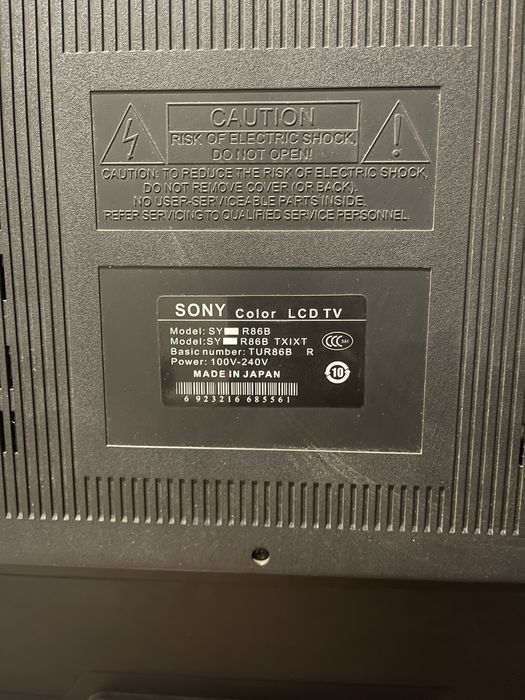 CAUTION
RISK OF ELECTRIC SHOCK,
DO NOT OPEN!
CAUTION: TO REDUCE THE RISK OF ELECTRIC SHOCK,
DO NOT REMOVE COVER (OR BACK).
NO USER-SERVICEABLE PARTS INSIDE,
REFER SERVICING TO QUALIFIED SERVICE PERSONNEL.
SONY Color LCD TV
Model: SY R86B
Model: SY R86B TXIXT
Basic number: TUR86B R
Power: 100V-240V
MADE IN JAPAN
CCC S&E
10
6 923216 685561